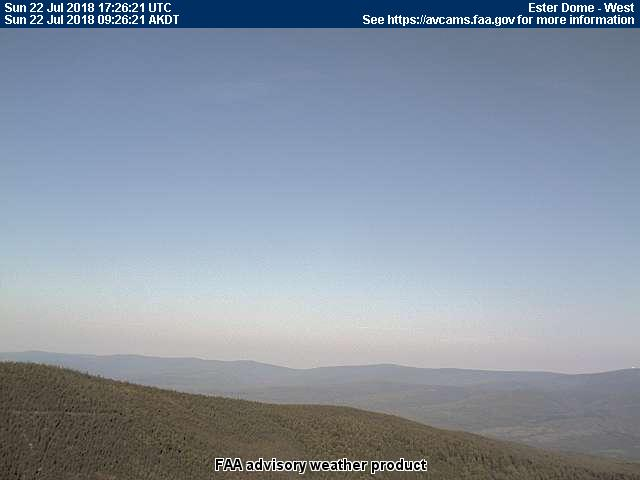 Sun 22 Jul 2018 17:26:21 UTC Ester Dome - West
Sun 22 Jul 2018 09:26:21 AKDT See https://avcams.faa.gov for more information
FAA advisory weather product